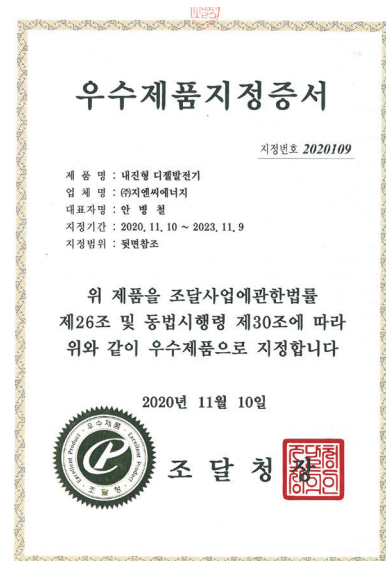 우수제품지정증서
지정번호 2020109
제 품 명 : 내진형 디젤발전기
업 체 명 : ㈜지엔씨에너지
대표자명 : 안 병 철
지정기간 : 2020. 11. 10 ~ 2023. 11. 9
지정범위 : 뒷면참조
위 제품을 조달사업에관한법률
제26조 및 동법시행령 제30조에 따라
위와 같이 우수제품으로 지정합니다
2020년 11월 10일
우수제품
Excellent Product
Excellent Product
조달청장